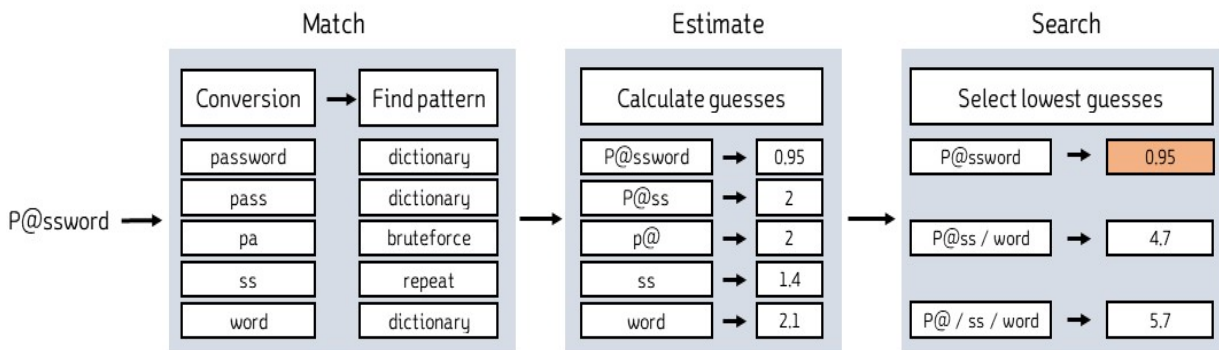 Match
Estimate
Search
P@ssword
Conversion
Find pattern
password
dictionary
pass
dictionary
pa
bruteforce
ss
repeat
word
dictionary
Calculate guesses
P@ssword
0.95
P@ss
2
p@
2
ss
1.4
word
2.1
Select lowest guesses
P@ssword
0.95
P@ss / word
4.7
P@ / ss / word
5.7